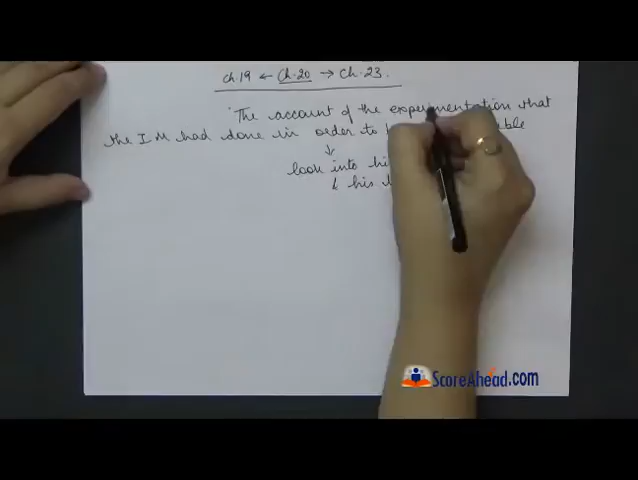 ch.19 ← Ch.20 → Ch.23.
The account of the experimentation that
the I M had done in order to
look into
& his
ScoreAhead.com